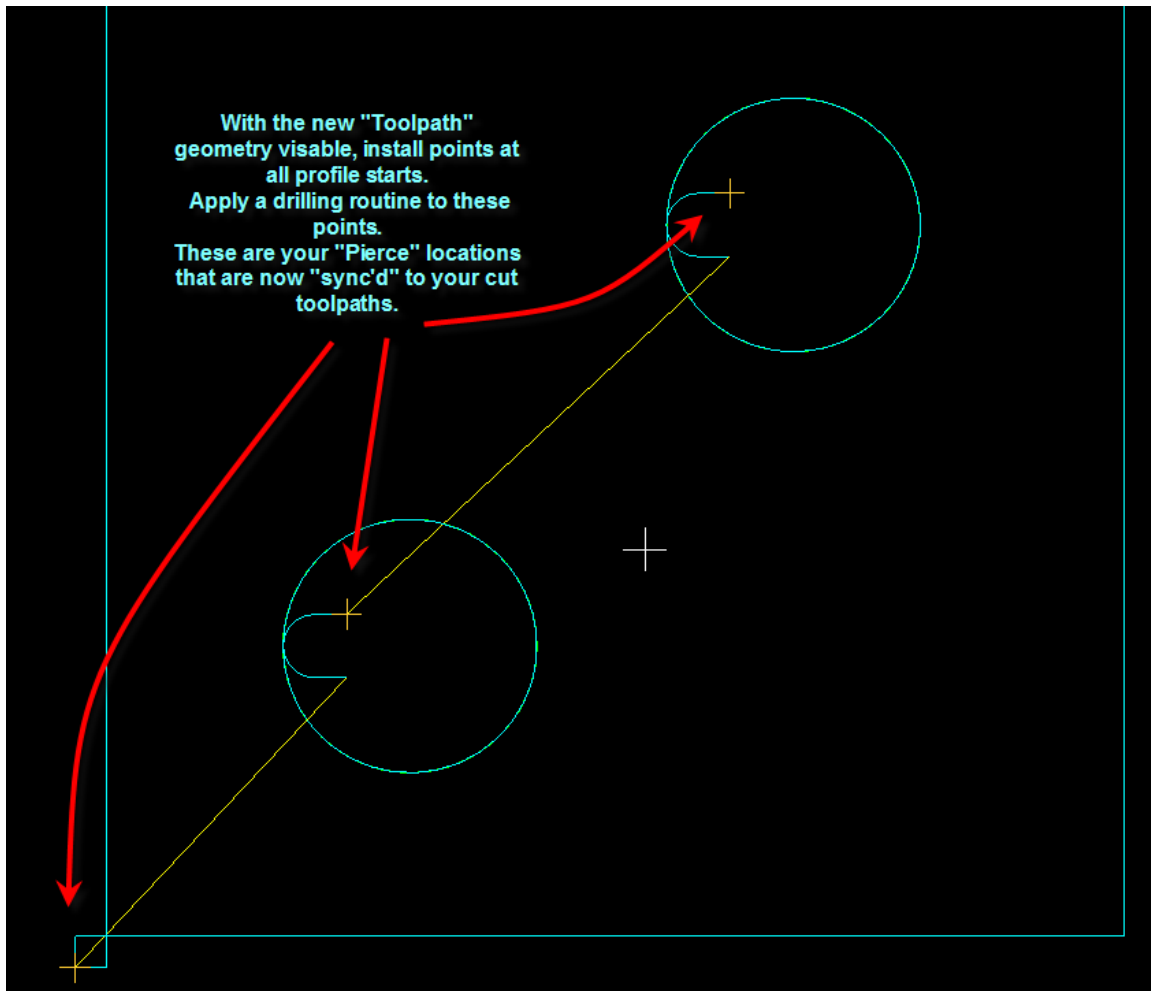 With the new "Toolpath"
geometry visable, install points at
all profile starts.
Apply a drilling routine to these
points.
These are your "Pierce" locations
that are now "sync'd" to your cut
toolpaths.